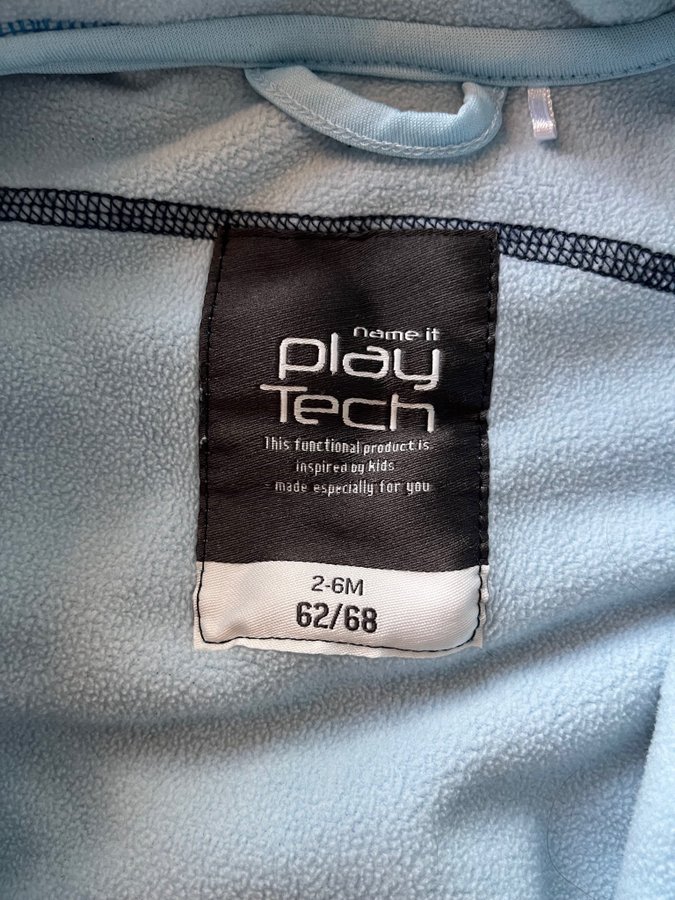 name it
play
Tech
This functional product is
inspired by kids
- made especially for you
2-6M
62/68